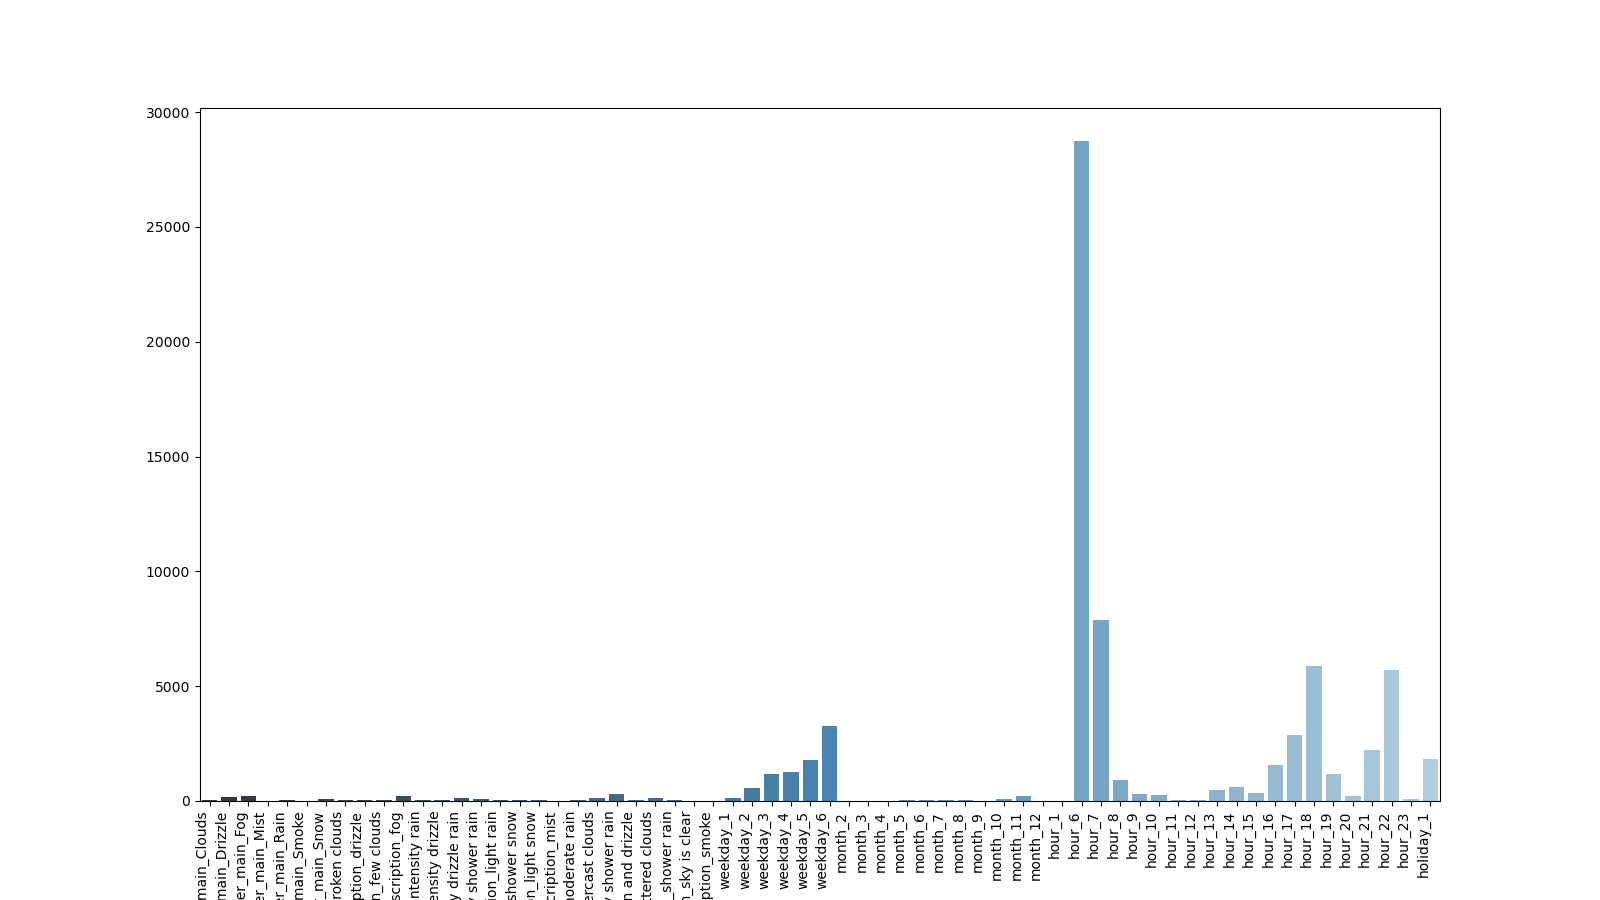 30000
25000
20000
15000
10000
5000
0
main_Clouds
main_Drizzle
er_main_Fog
er_main_Mist
er_main_Rain
main_Smoke
_main_Snow
roken clouds
ption_drizzle
n_few clouds
scription_fog
ntensity rain
ensity drizzle
y drizzle rain
shower rain
ion_light rain
shower snow
on_light snow
cription_mist
noderate rain
ercast clouds
shower rain
n and drizzle
ttered clouds
_shower rain
n_sky is clear
ption_smoke
weekday_1
weekday_2
weekday_3
weekday_4
weekday_5
weekday_6
month_2
month_3
month_4
month_5
month_6
month_7
month_8
month_9
month_10
month_11
month_12
hour_1
hour_6
hour_7
hour_8
hour_9
hour_10
hour_11
hour_12
hour_13
hour_14
hour_15
hour_16
hour_17
hour_18
hour_19
hour_20
hour_21
hour_22
hour_23
holiday_1